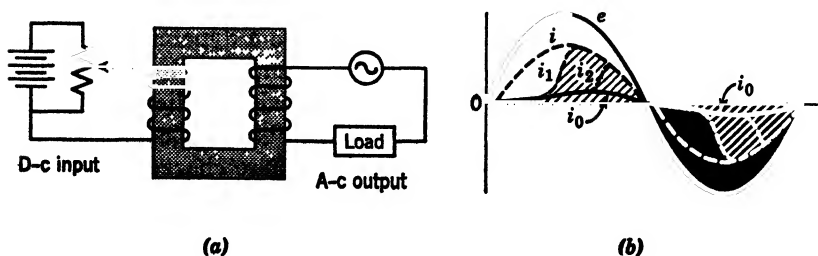 D-c input
Load
A-c output
(a)
e
i
i₁
i₂
i₀
0
i₀
(b)